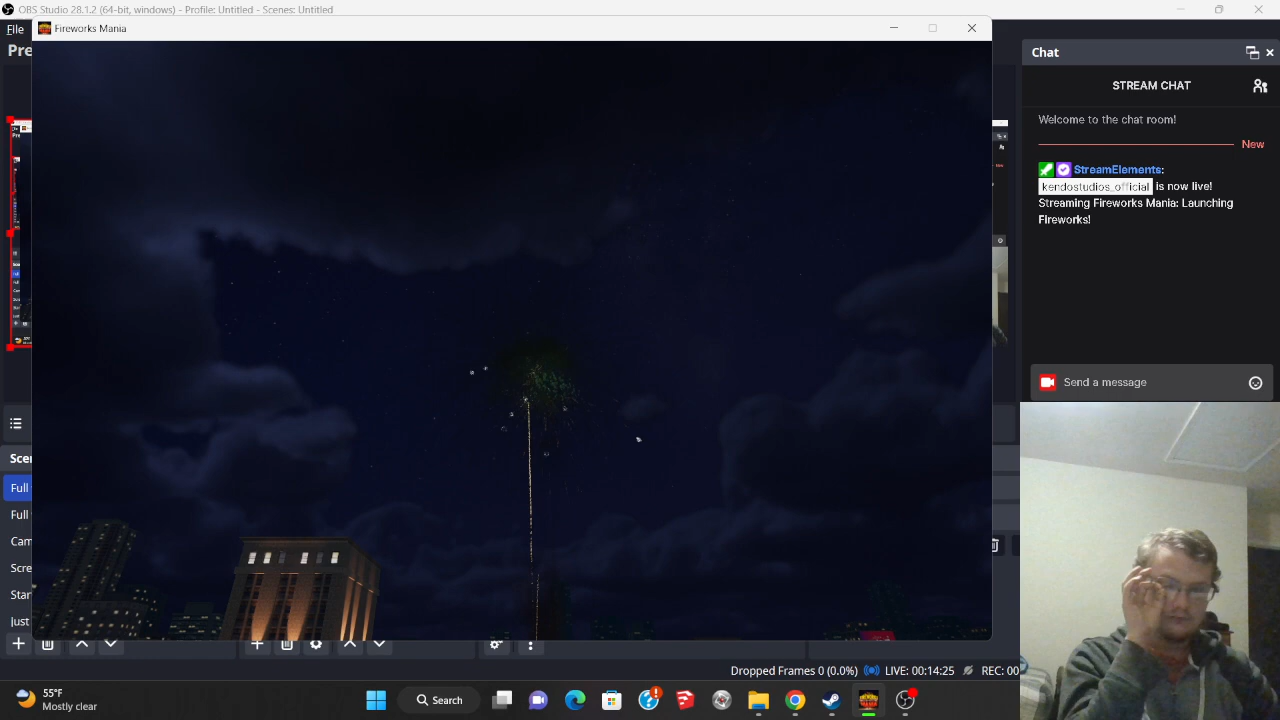 OBS Studio 28.1.2 (64-bit, windows) - Profile: Untitled - Scenes: Untitled
Fireworks Mania
File
Pre
Chat
STREAM CHAT
Welcome to the chat room!
New
StreamElements:
kendostudios_official is now live!
Streaming Fireworks Mania: Launching
Fireworks!
Send a message
Scen
Full
Full
Cam
Scre
Star
Just
Dropped Frames 0 (0.0%)
LIVE: 00:14:25
REC: 00
55°F
Mostly clear
Search